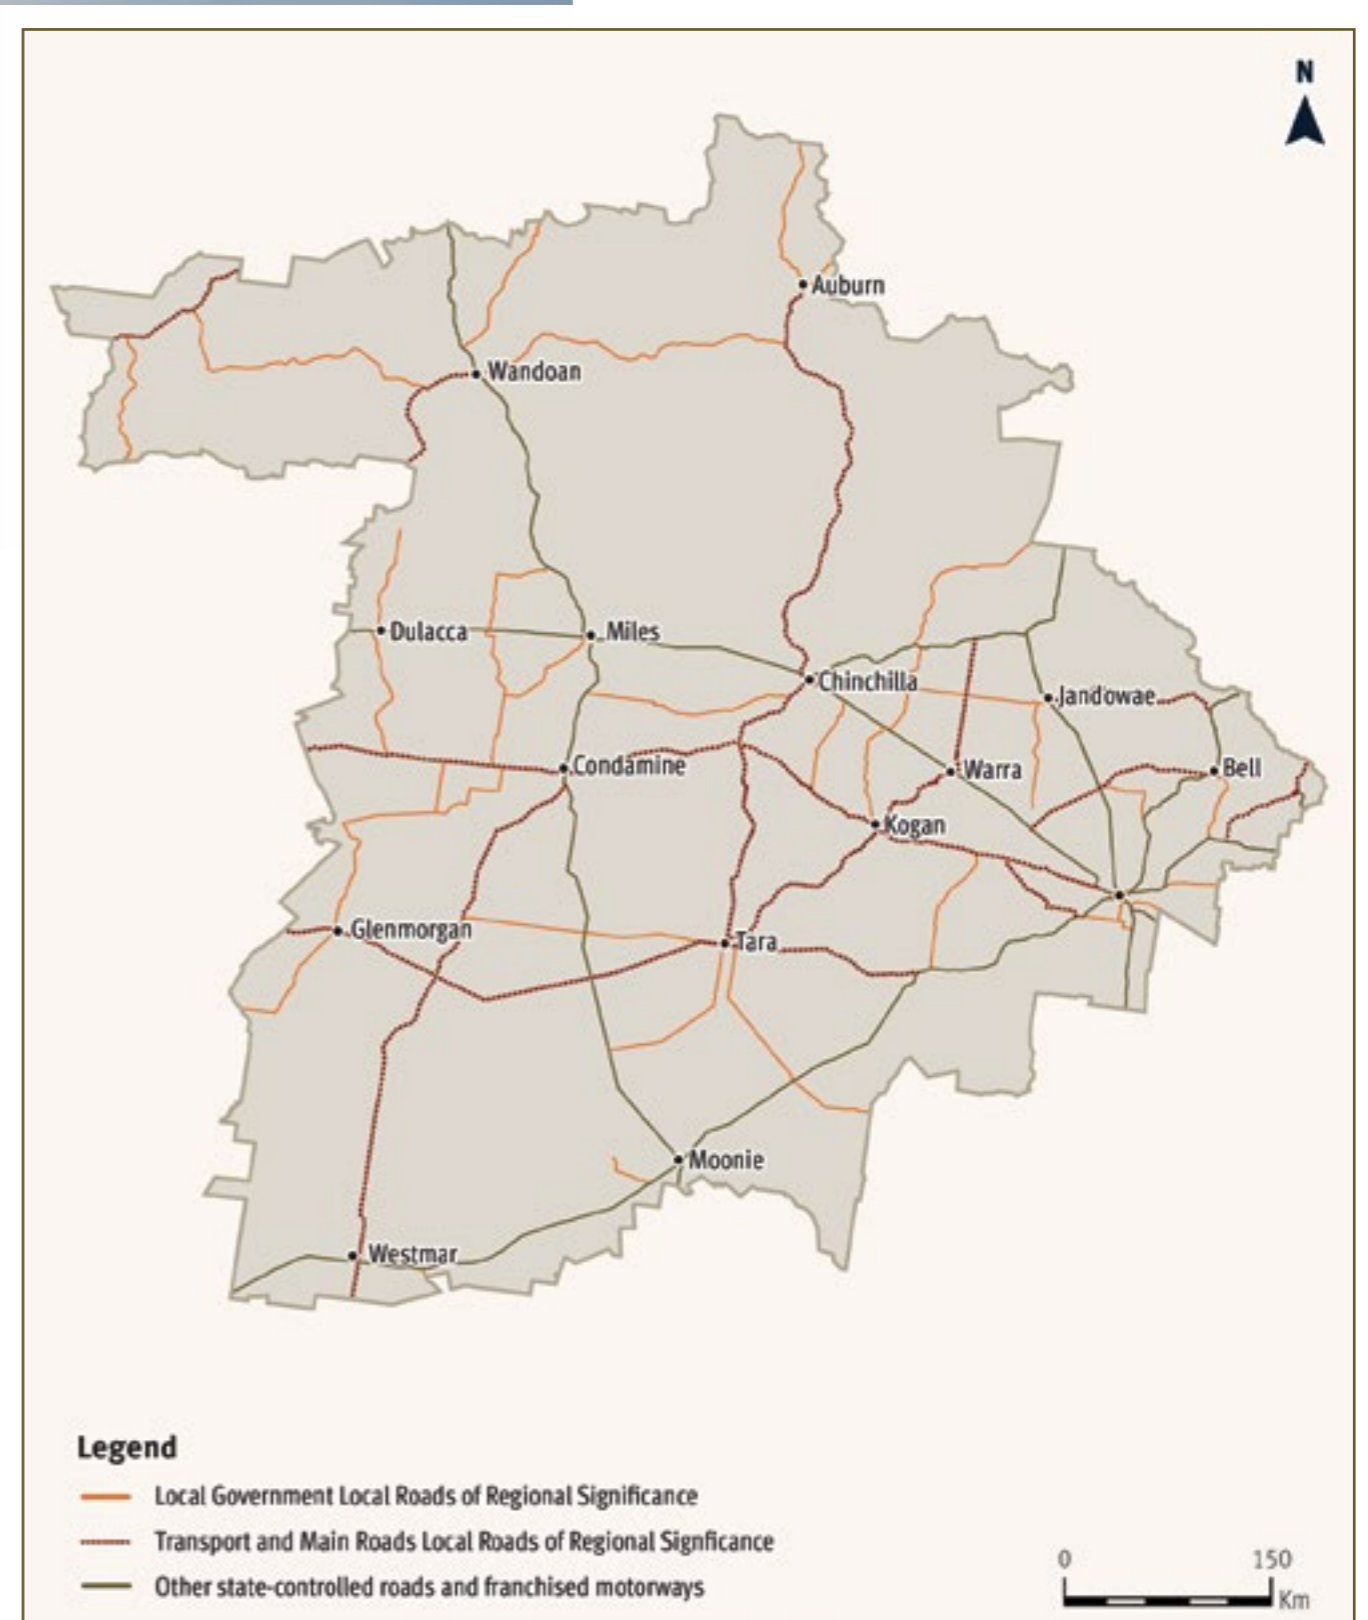 N
Auburn
Wandoan
Dulacca
Miles
Chinchilla
Jandowae
Condamine
Warra
Bell
Kogan
Glenmorgan
Tara
Moonie
Westmar
Legend
Local Government Local Roads of Regional Significance
Transport and Main Roads Local Roads of Regional Signficance
Other state-controlled roads and franchised motorways
0 150
Km